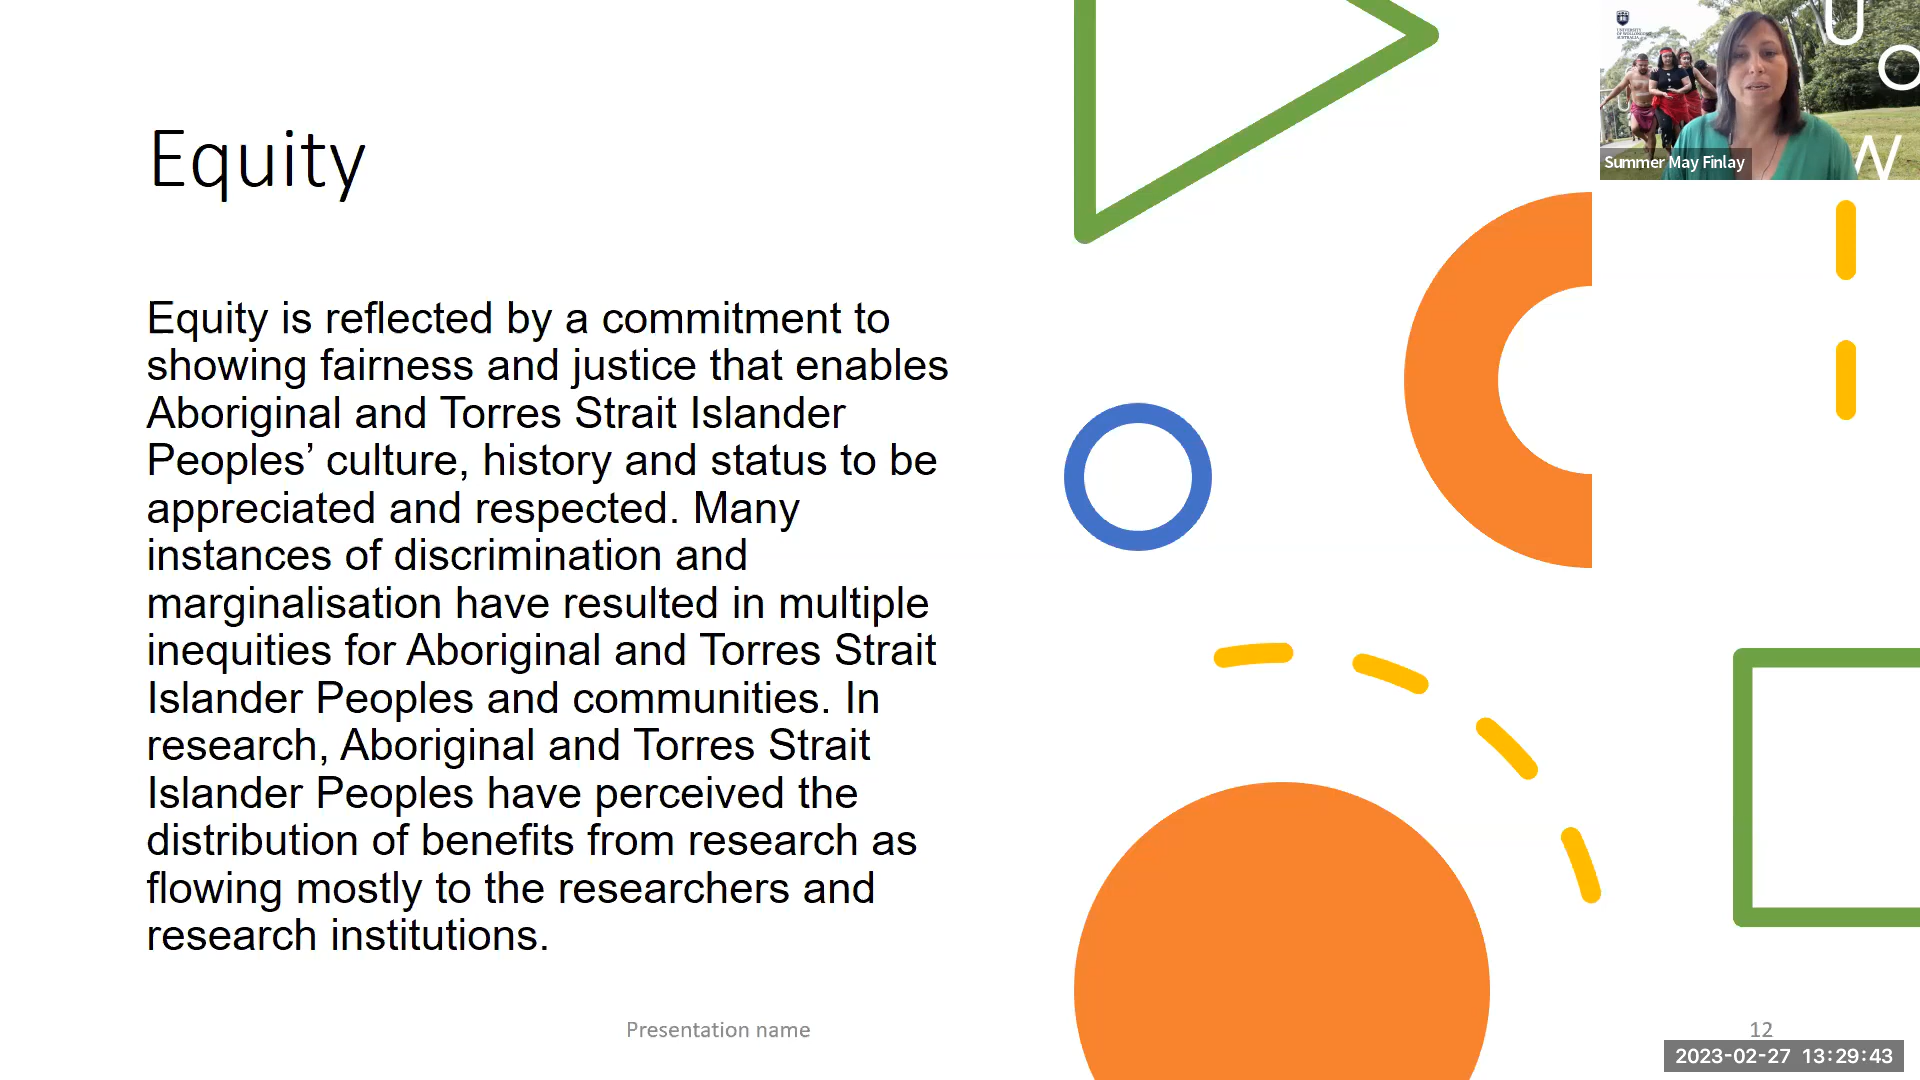 Equity
Equity is reflected by a commitment to
showing fairness and justice that enables
Aboriginal and Torres Strait Islander
Peoples’ culture, history and status to be
appreciated and respected. Many
instances of discrimination and
marginalisation have resulted in multiple
inequities for Aboriginal and Torres Strait
Islander Peoples and communities. In
research, Aboriginal and Torres Strait
Islander Peoples have perceived the
distribution of benefits from research as
flowing mostly to the researchers and
research institutions.
Presentation name
12
UNIVERSITY
OF WOLLONGONG
AUSTRALIA
U
O
W
Summer May Finlay
2023-02-27 13:29:43